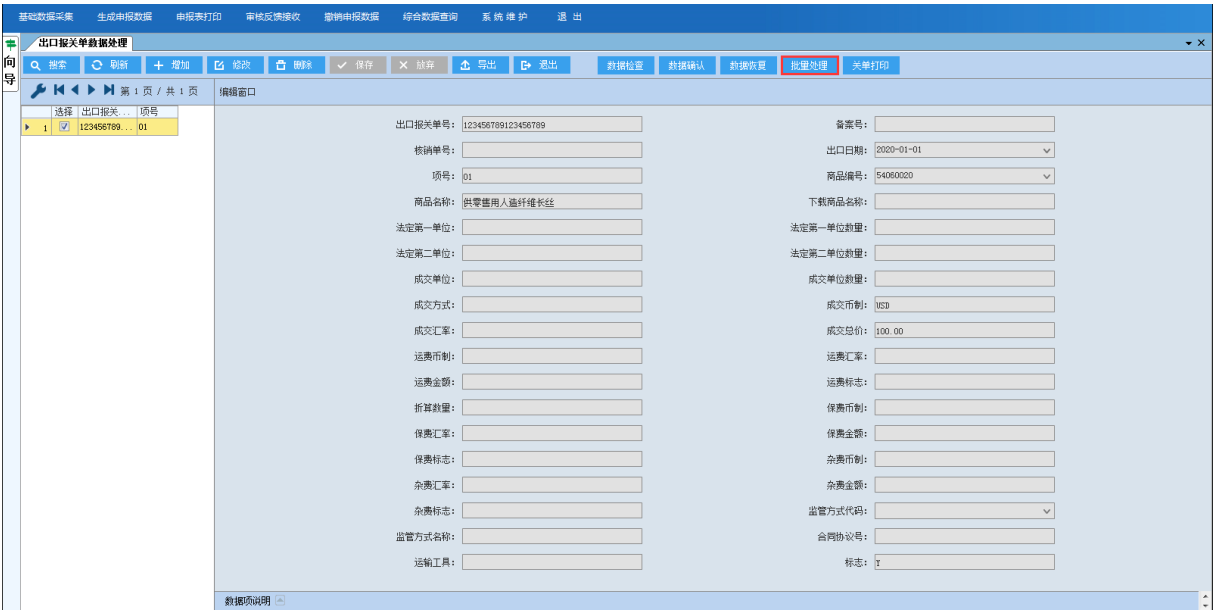 基础数据采集 生成申报数据 申报表打印 审核反馈接收 撤销申报数据 综合数据查询 系统维护 退出
向导
出口报关单数据处理
搜索 刷新 增加 修改 删除 保存 放弃 导出 退出 数据检查 数据确认 数据恢复 批量处理 关单打印
第 1 页 / 共 1 页 编辑窗口
选择 出口报关... 项号
1 123456789... 01
出口报关单号: 123456789123456789 备案号:
核销单号: 出口日期: 2020-01-01
项号: 01 商品编号: 54060020
商品名称: 供零售用人造纤维长丝 下载商品名称:
法定第一单位: 法定第一单位数量:
法定第二单位: 法定第二单位数量:
成交单位: 成交单位数量:
成交方式: 成交币制: USD
成交汇率: 成交总价: 100.00
运费币制: 运费汇率:
运费金额: 运费标志:
折算数量: 保费币制:
保费汇率: 保费金额:
保费标志: 杂费币制:
杂费汇率: 杂费金额:
杂费标志: 监管方式代码:
监管方式名称: 合同协议号:
运输工具: 标志: Y
数据项说明